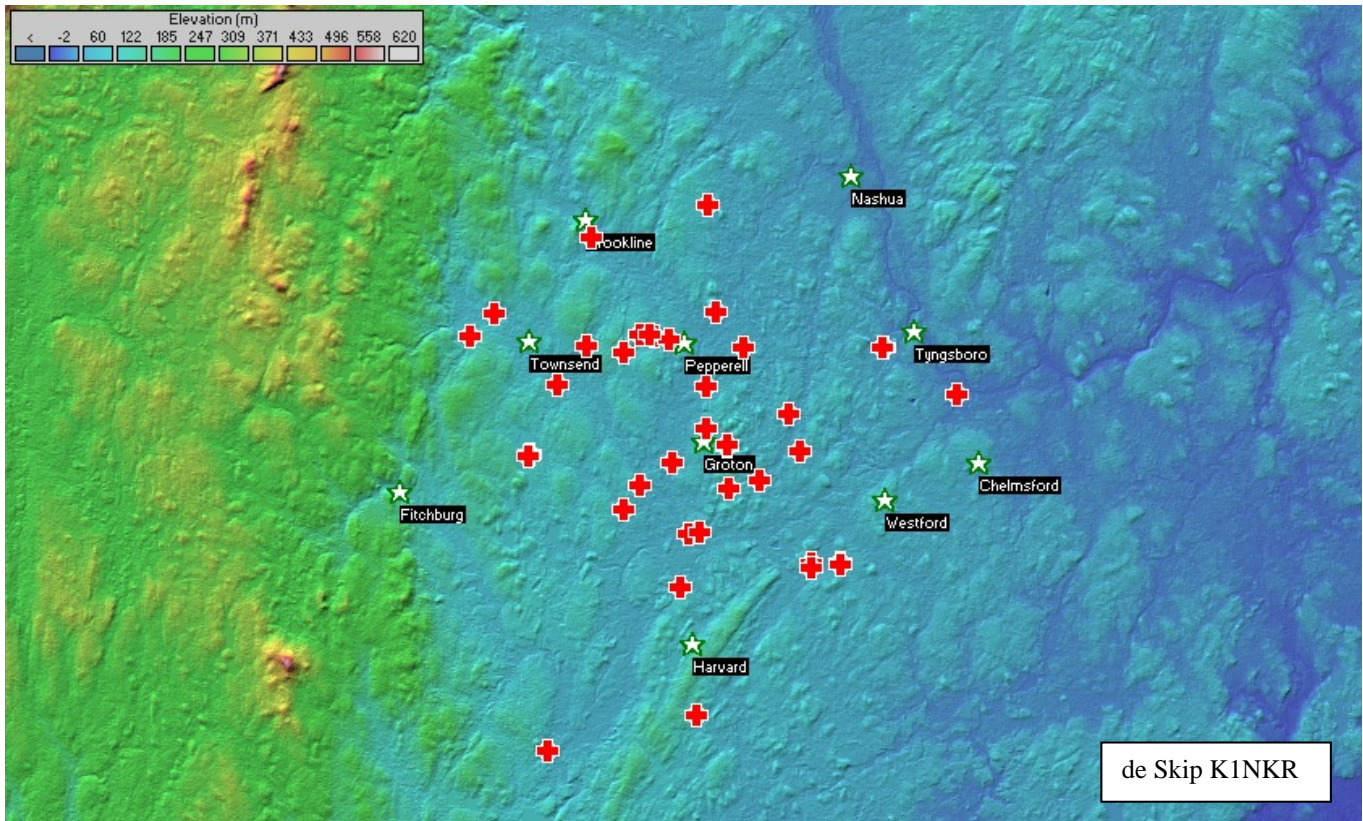 Elevation (m)
< -2 60 122 185 247 309 371 433 496 558 620
Nashua
rookline
Tyngsboro
Townsend
Pepperell
Groton
Chelmsford
Fitchburg
Westford
Harvard
de Skip K1NKR